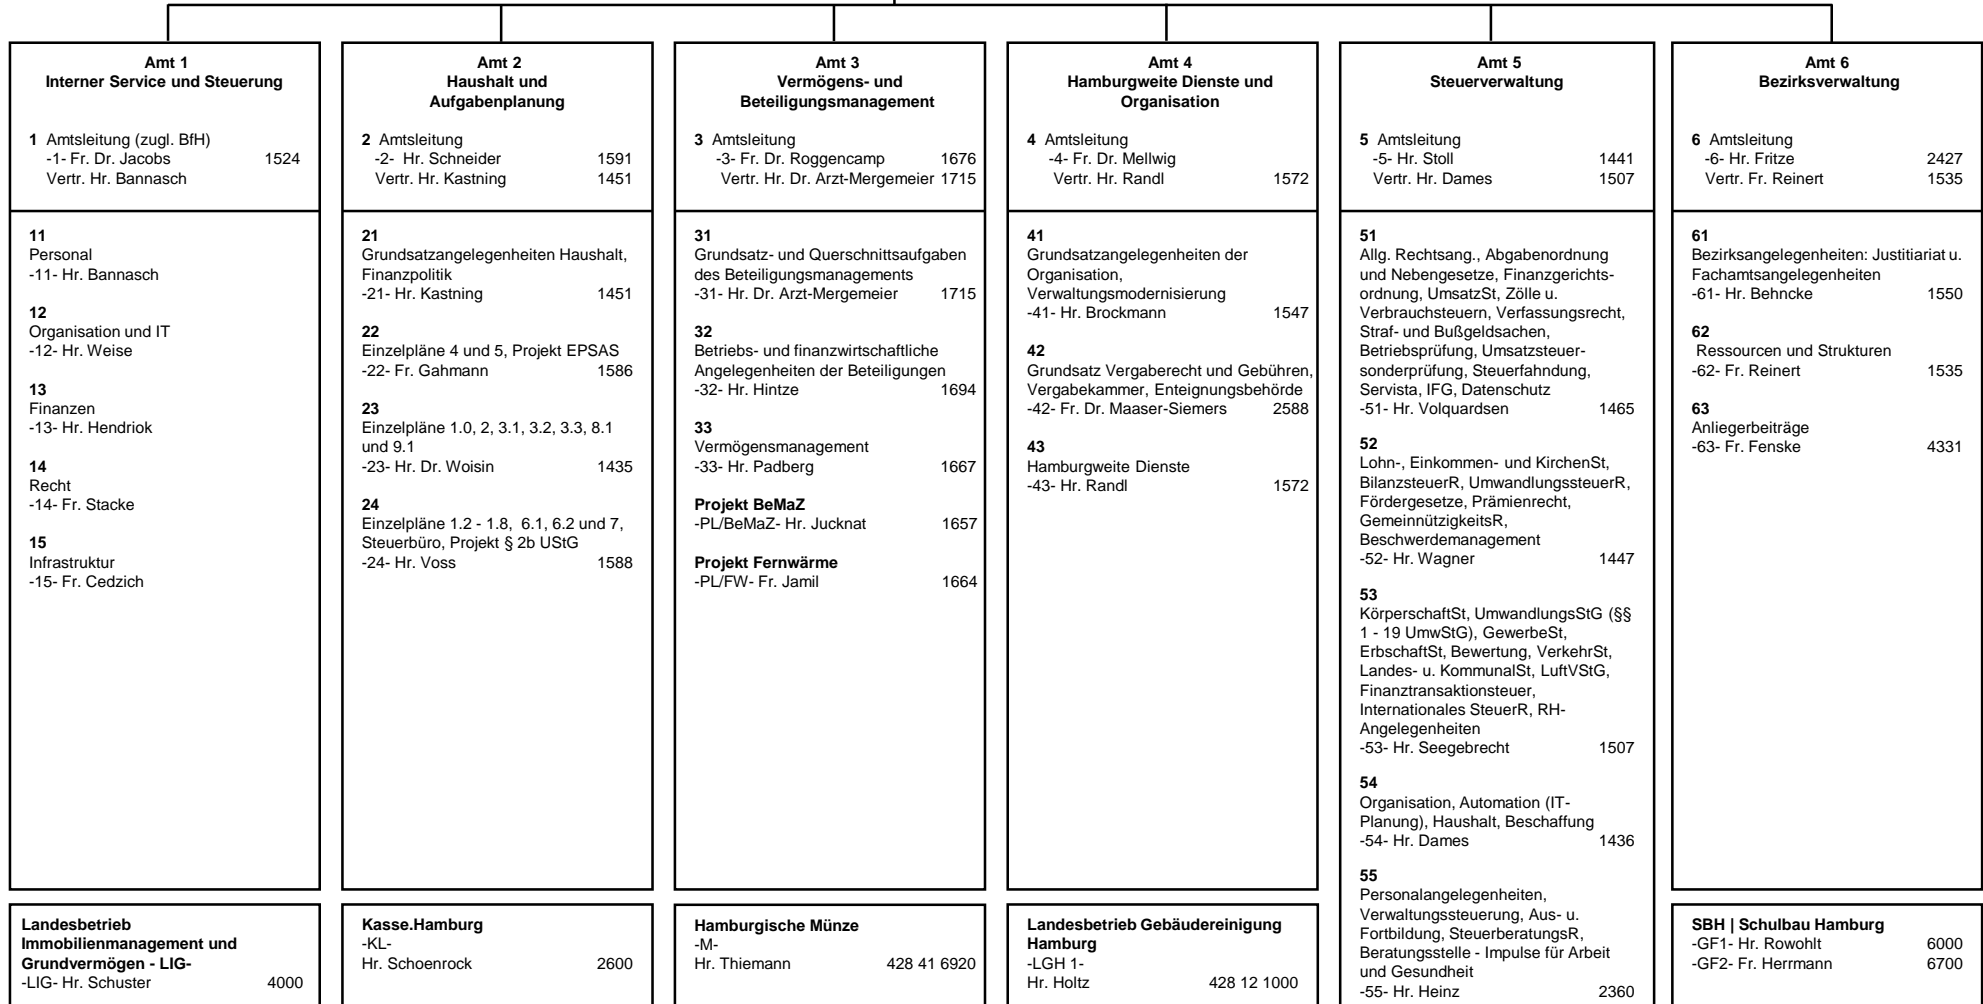 Amt 1
Interner Service und Steuerung
1 Amtsleitung (zugl. BfH)
-1- Fr. Dr. Jacobs 1524
Vertr. Hr. Bannasch
11
Personal
-11- Hr. Bannasch
12
Organisation und IT
-12- Hr. Weise
13
Finanzen
-13- Hr. Hendriok
14
Recht
-14- Fr. Stacke
15
Infrastruktur
-15- Fr. Cedzich
Landesbetrieb
Immobilienmanagement und
Grundvermögen - LIG-
-LIG- Hr. Schuster 4000
Amt 2
Haushalt und
Aufgabenplanung
2 Amtsleitung
-2- Hr. Schneider 1591
Vertr. Hr. Kastning 1451
21
Grundsatzangelegenheiten Haushalt,
Finanzpolitik
-21- Hr. Kastning 1451
22
Einzelpläne 4 und 5, Projekt EPSAS
-22- Fr. Gahmann 1586
23
Einzelpläne 1.0, 2, 3.1, 3.2, 3.3, 8.1
und 9.1
-23- Hr. Dr. Woisin 1435
24
Einzelpläne 1.2 - 1.8, 6.1, 6.2 und 7,
Steuerbüro, Projekt § 2b UStG
-24- Hr. Voss 1588
Kasse.Hamburg
-KL-
Hr. Schoenrock 2600
Amt 3
Vermögens- und
Beteiligungsmanagement
3 Amtsleitung
-3- Fr. Dr. Roggencamp 1676
Vertr. Hr. Dr. Arzt-Mergemeier 1715
31
Grundsatz- und Querschnittsaufgaben
des Beteiligungsmanagements
-31- Hr. Dr. Arzt-Mergemeier 1715
32
Betriebs- und finanzwirtschaftliche
Angelegenheiten der Beteiligungen
-32- Hr. Hintze 1694
33
Vermögensmanagement
-33- Hr. Padberg 1667
Projekt BeMaZ
-PL/BeMaZ- Hr. Jucknat 1657
Projekt Fernwärme
-PL/FW- Fr. Jamil 1664
Hamburgische Münze
-M-
Hr. Thiemann 428 41 6920
Amt 4
Hamburgweite Dienste und
Organisation
4 Amtsleitung
-4- Fr. Dr. Mellwig
Vertr. Hr. Randl 1572
41
Grundsatzangelegenheiten der
Organisation,
Verwaltungsmodernisierung
-41- Hr. Brockmann 1547
42
Grundsatz Vergaberecht und Gebühren,
Vergabekammer, Enteignungsbehörde
-42- Fr. Dr. Maaser-Siemers 2588
43
Hamburgweite Dienste
-43- Hr. Randl 1572
Landesbetrieb Gebäudereinigung
Hamburg
-LGH 1-
Hr. Holtz 428 12 1000
Amt 5
Steuerverwaltung
5 Amtsleitung
-5- Hr. Stoll 1441
Vertr. Hr. Dames 1507
51
Allg. Rechtsang., Abgabenordnung
und Nebengesetze, Finanzgerichts-
ordnung, UmsatzSt, Zölle u.
Verbrauchsteuern, Verfassungsrecht,
Straf- und Bußgeldsachen,
Betriebsprüfung, Umsatzsteuer-
sonderprüfung, Steuerfahndung,
Servista, IFG, Datenschutz
-51- Hr. Volquardsen 1465
52
Lohn-, Einkommen- und KirchenSt,
BilanzsteuerR, UmwandlungssteuerR,
Fördergesetze, Prämienrecht,
GemeinnützigkeitsR,
Beschwerdemanagement
-52- Hr. Wagner 1447
53
KörperschaftSt, UmwandlungsStG (§§
1 - 19 UmwStG), GewerbeSt,
ErbschaftSt, Bewertung, VerkehrSt,
Landes- u. KommunalSt, LuftVStG,
Finanztransaktionsteuer,
Internationales SteuerR, RH-
Angelegenheiten
-53- Hr. Seegebrecht 1507
54
Organisation, Automation (IT-
Planung), Haushalt, Beschaffung
-54- Hr. Dames 1436
55
Personalangelegenheiten,
Verwaltungssteuerung, Aus- u.
Fortbildung, SteuerberatungsR,
Beratungsstelle - Impulse für Arbeit
und Gesundheit
-55- Hr. Heinz 2360
Amt 6
Bezirksverwaltung
6 Amtsleitung
-6- Hr. Fritze 2427
Vertr. Fr. Reinert 1535
61
Bezirksangelegenheiten: Justitiariat u.
Fachamtsangelegenheiten
-61- Hr. Behncke 1550
62
Ressourcen und Strukturen
-62- Fr. Reinert 1535
63
Anliegerbeiträge
-63- Fr. Fenske 4331
SBH | Schulbau Hamburg
-GF1- Hr. Rowohlt 6000
-GF2- Fr. Herrmann 6700